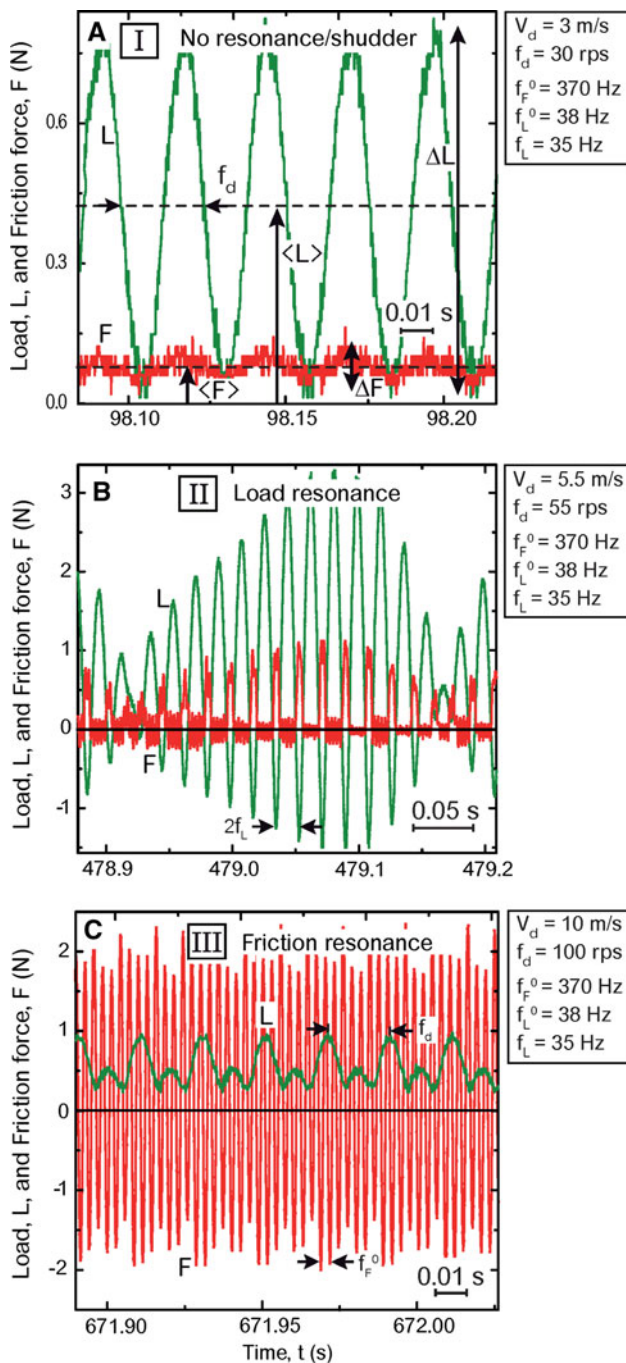 A I No resonance/shudder
Load, L, and Friction force, F (N)
0.6
0.3
0.0
L
f_d
ΔL
<L>
0.01 s
F
<F>
ΔF
98.10 98.15 98.20
V_d = 3 m/s
f_d = 30 rps
f_F^0 = 370 Hz
f_L^0 = 38 Hz
f_L = 35 Hz
B II Load resonance
Load, L, and Friction force, F (N)
3
2
1
0
-1
L
F
2f_L
0.05 s
478.9 479.0 479.1 479.2
V_d = 5.5 m/s
f_d = 55 rps
f_F^0 = 370 Hz
f_L^0 = 38 Hz
f_L = 35 Hz
C III Friction resonance
Load, L, and Friction force, F (N)
2
1
0
-1
-2
L
f_d
F
f_F^0
0.01 s
671.90 671.95 672.00
Time, t (s)
V_d = 10 m/s
f_d = 100 rps
f_F^0 = 370 Hz
f_L^0 = 38 Hz
f_L = 35 Hz